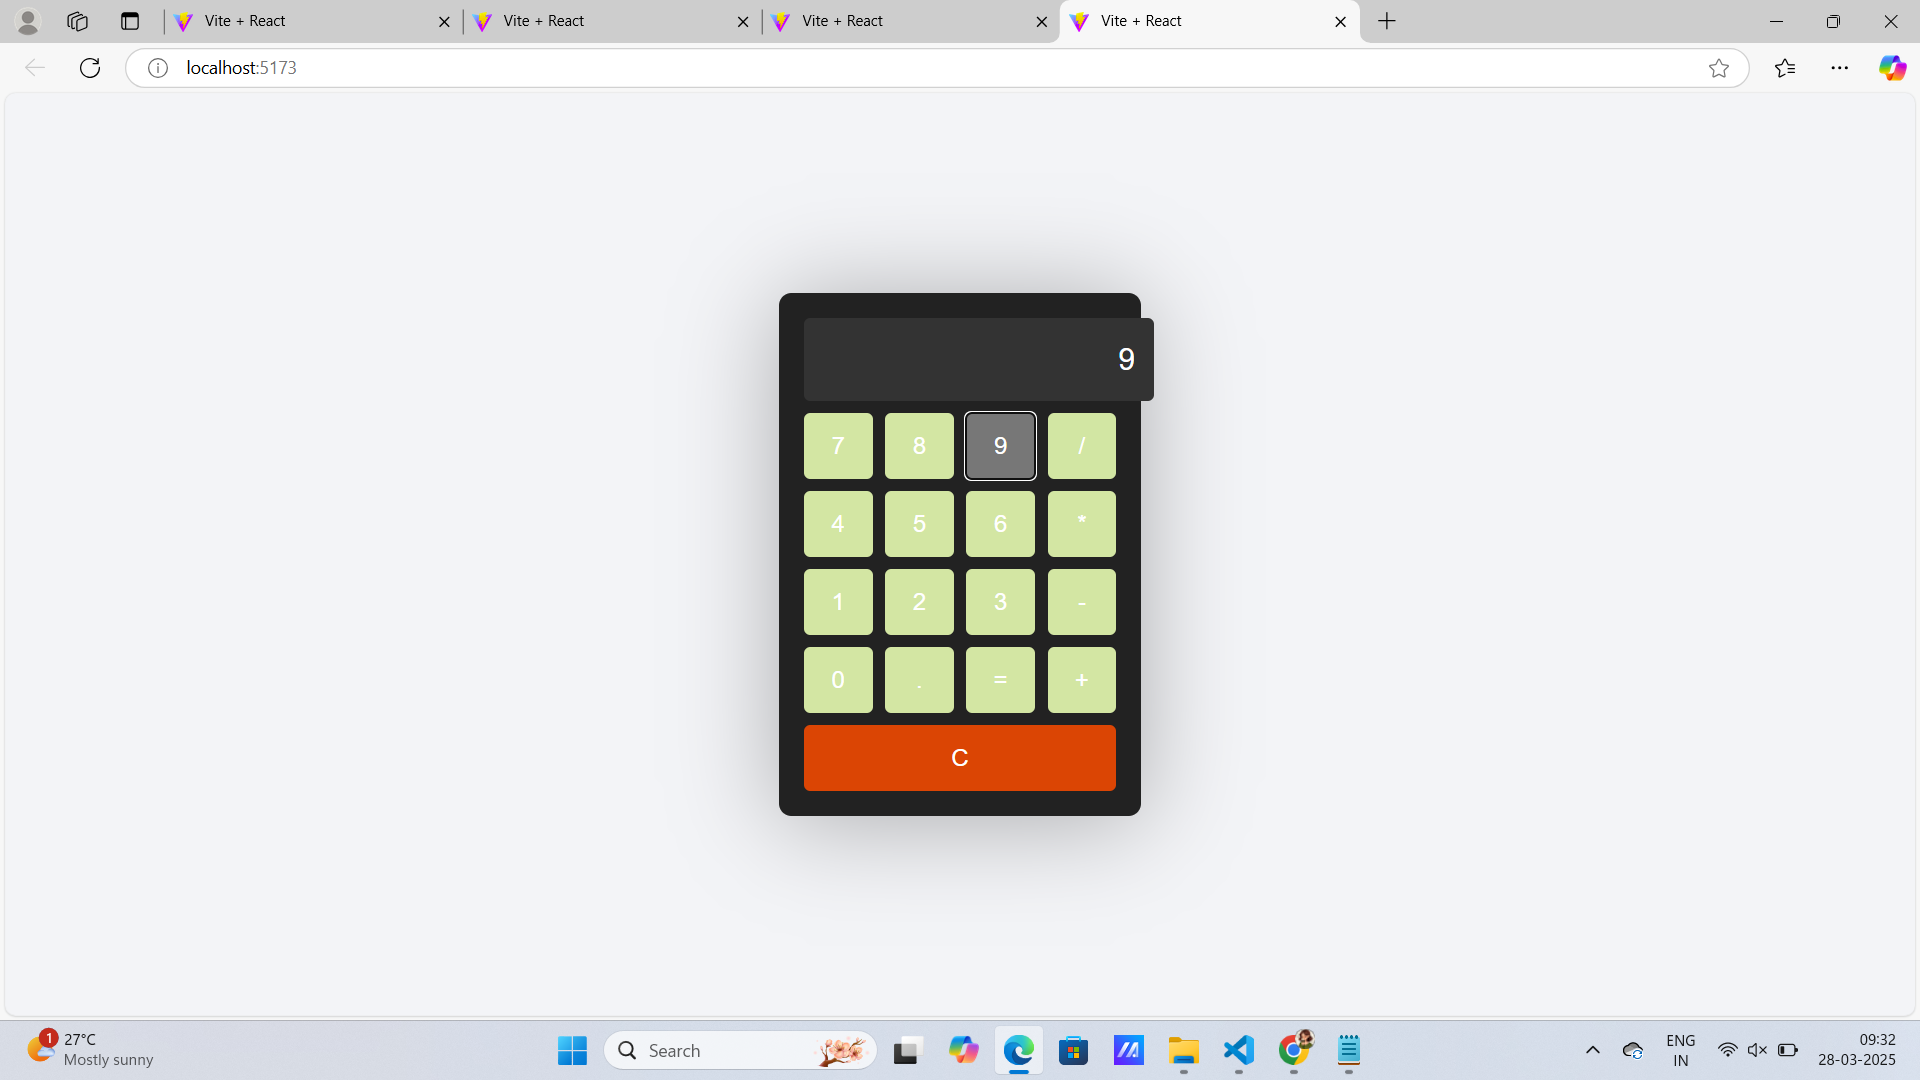 Vite + React
Vite + React
Vite + React
Vite + React
localhost:5173
9
7 8 9 /
4 5 6 *
1 2 3 -
0 . = +
C
1
27°C
Mostly sunny
Search
ENG
IN
09:32
28-03-2025